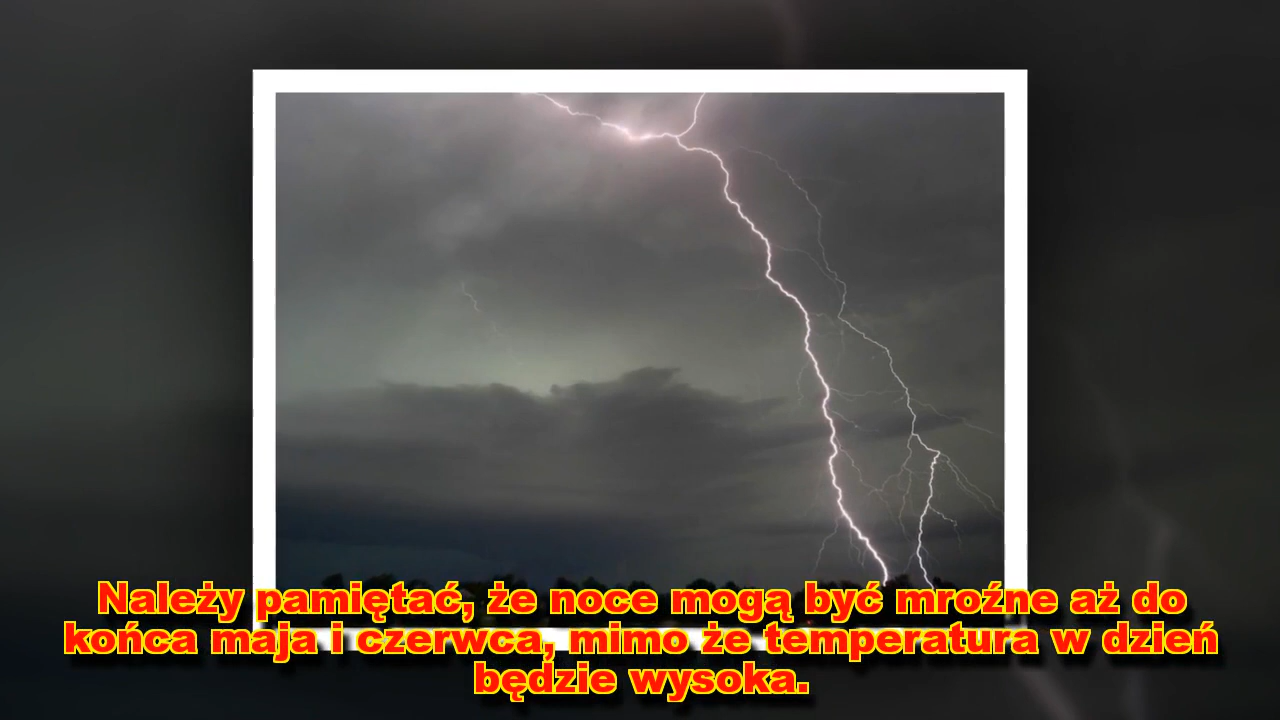 Należy pamiętać, że noce mogą być mroźne aż do
końca maja i czerwca, mimo że temperatura w dzień
będzie wysoka.